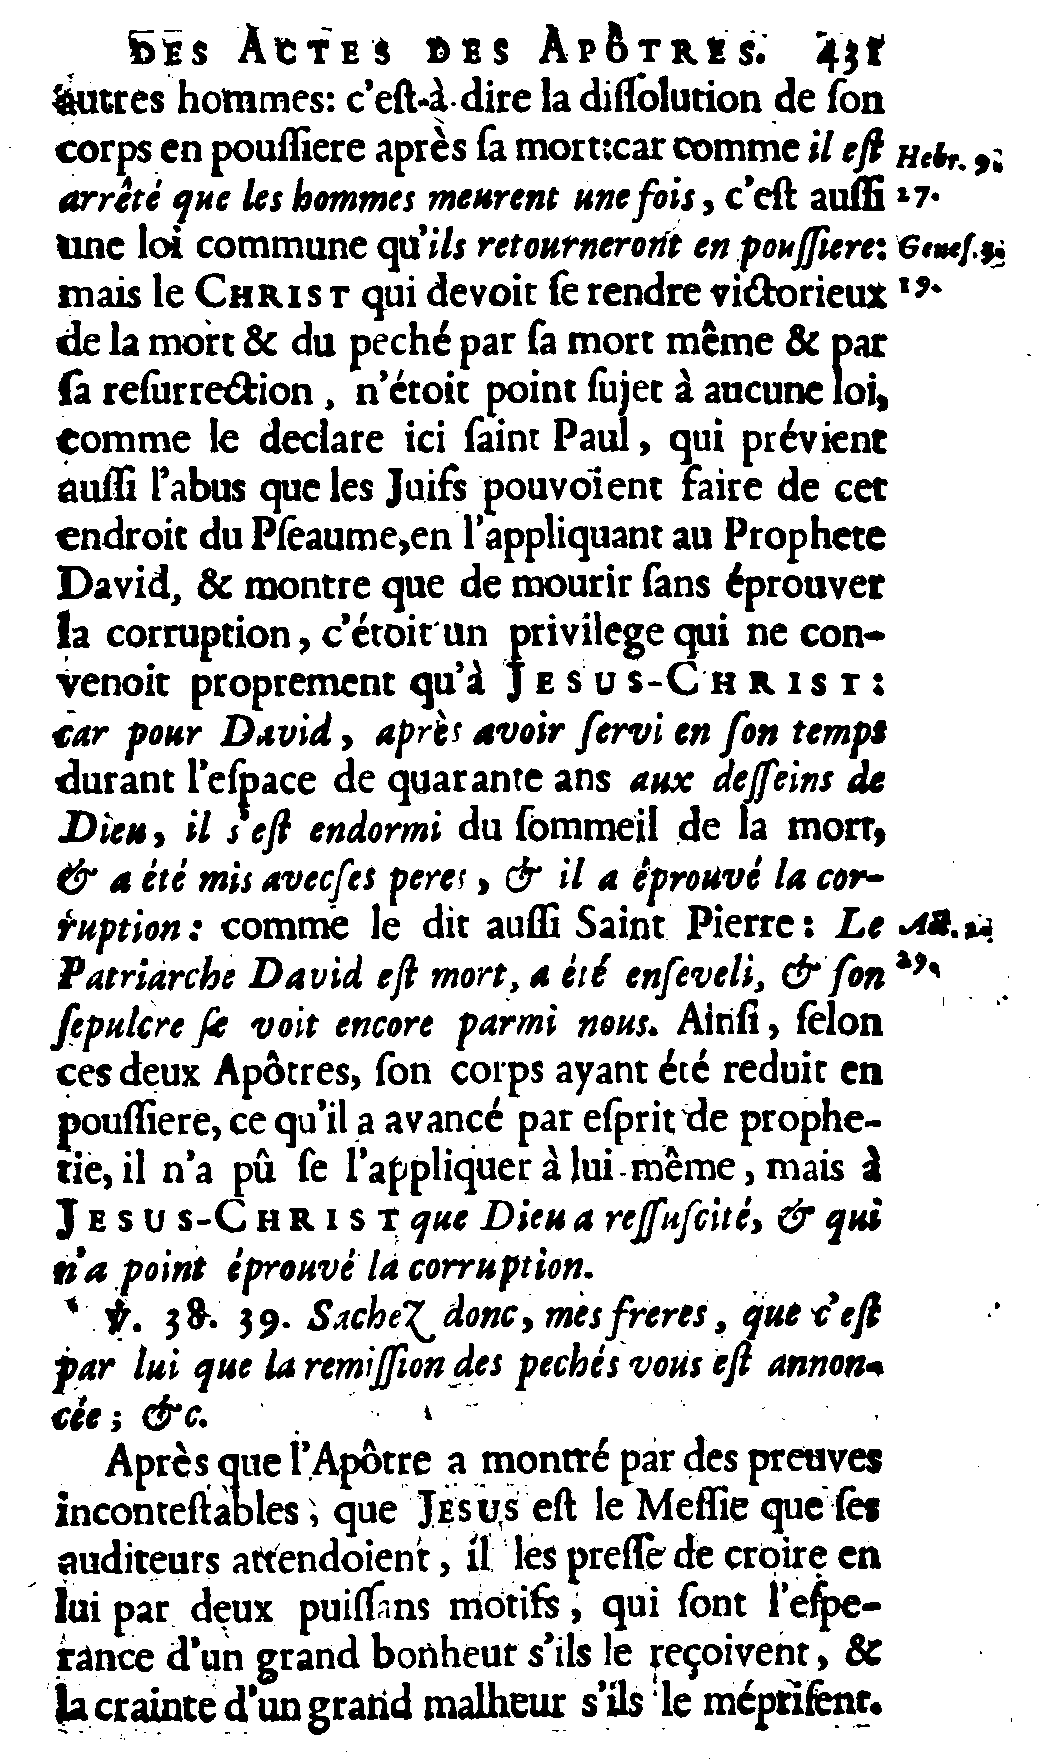 DES ACTES DES APÔTRES. 431
autres hommes: c'eſt-à-dire la diſſolution de ſon
corps en pouſſiere après ſa mort: car comme il eſt Hebr. 9.
arrêté que les hommes meurent une fois, c'eſt auſſi 27.
une loi commune qu'ils retourneront en pouſſiere: Geneſ. 3.
mais le CHRIST qui devoit ſe rendre victorieux 19.
de la mort & du peché par ſa mort même & par
ſa reſurrection, n'étoit point ſujet à aucune loi,
comme le declare ici ſaint Paul, qui prévient
auſſi l'abus que les Juifs pouvoient faire de cet
endroit du Pſeaume, en l'appliquant au Prophete
David, & montre que de mourir ſans éprouver
la corruption, c'étoit un privilege qui ne con-
venoit proprement qu'à JESUS-CHRIST:
car pour David, après avoir ſervi en ſon temps
durant l'eſpace de quarante ans aux deſſeins de
Dieu, il s'eſt endormi du ſommeil de la mort,
& a été mis avec ſes peres, & il a éprouvé la cor-
ruption: comme le dit auſſi Saint Pierre: Le Act. 2.
Patriarche David eſt mort, a été enſeveli, & ſon 29.
ſepulcre ſe voit encore parmi nous. Ainſi, ſelon
ces deux Apôtres, ſon corps ayant été reduit en
pouſſiere, ce qu'il a avancé par eſprit de prophe-
tie, il n'a pû ſe l'appliquer à lui-même, mais à
JESUS-CHRIST que Dieu a reſſuſcité, & qui
n'a point éprouvé la corruption.
℣. 38. 39. Sachez donc, mes freres, que c'eſt
par lui que la remiſſion des pechés vous eſt annon-
cée; &c.
Après que l'Apôtre a montré par des preuves
inconteſtables, que JESUS eſt le Meſſie que ſes
auditeurs attendoient, il les preſſe de croire en
lui par deux puiſſans motifs, qui ſont l'eſpe-
rance d'un grand bonheur s'ils le reçoivent, &
la crainte d'un grand malheur s'ils le mépriſent.